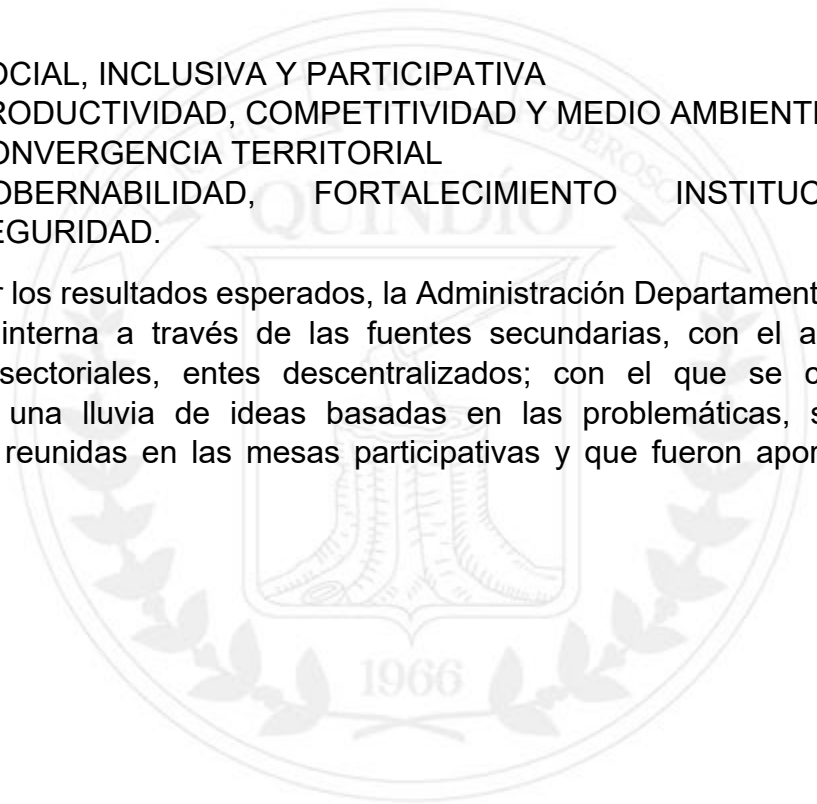 OCIAL, INCLUSIVA Y PARTICIPATIVA
RODUCTIVIDAD, COMPETITIVIDAD Y MEDIO AMBIENT
ONVERGENCIA TERRITORIAL
OBERNABILIDAD, FORTALECIMIENTO INSTITUC
EGURIDAD.
r los resultados esperados, la Administración Departament
interna a través de las fuentes secundarias, con el a
sectoriales, entes descentralizados; con el que se c
una lluvia de ideas basadas en las problemáticas, s
reunidas en las mesas participativas y que fueron apor
QUINDÍO
PODEROSO
1966